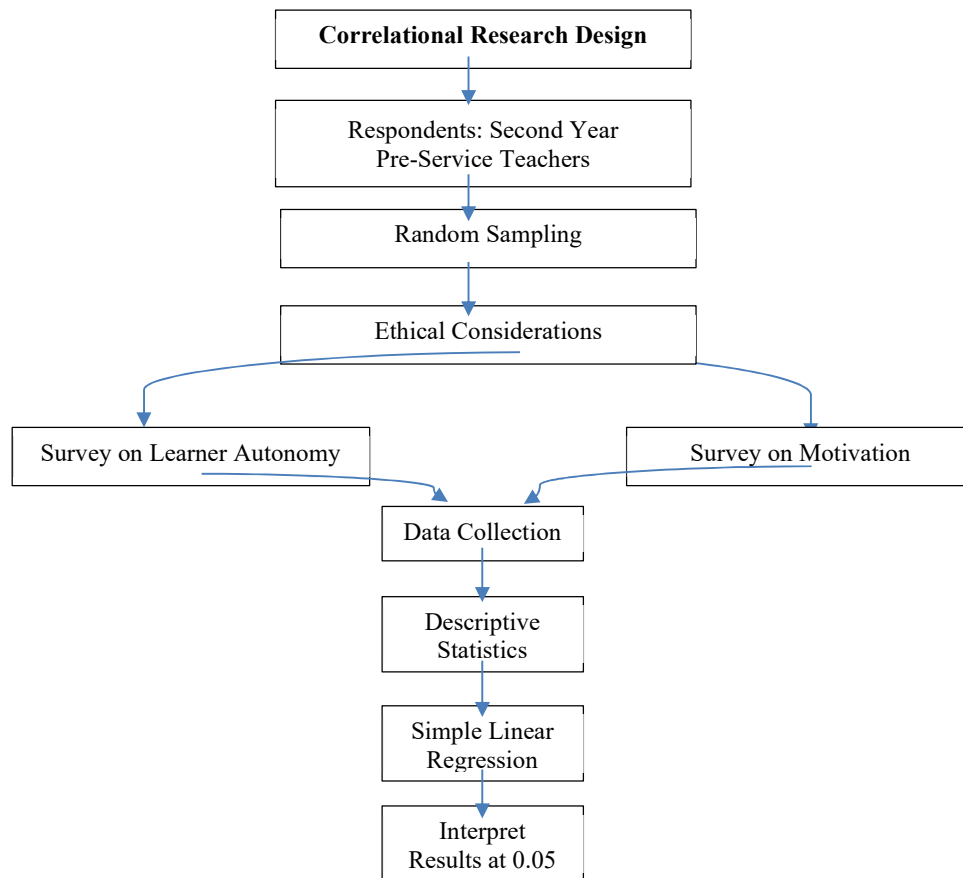 Correlational Research Design
Respondents: Second Year
Pre-Service Teachers
Random Sampling
Ethical Considerations
Survey on Learner Autonomy
Survey on Motivation
Data Collection
Descriptive
Statistics
Simple Linear
Regression
Interpret
Results at 0.05